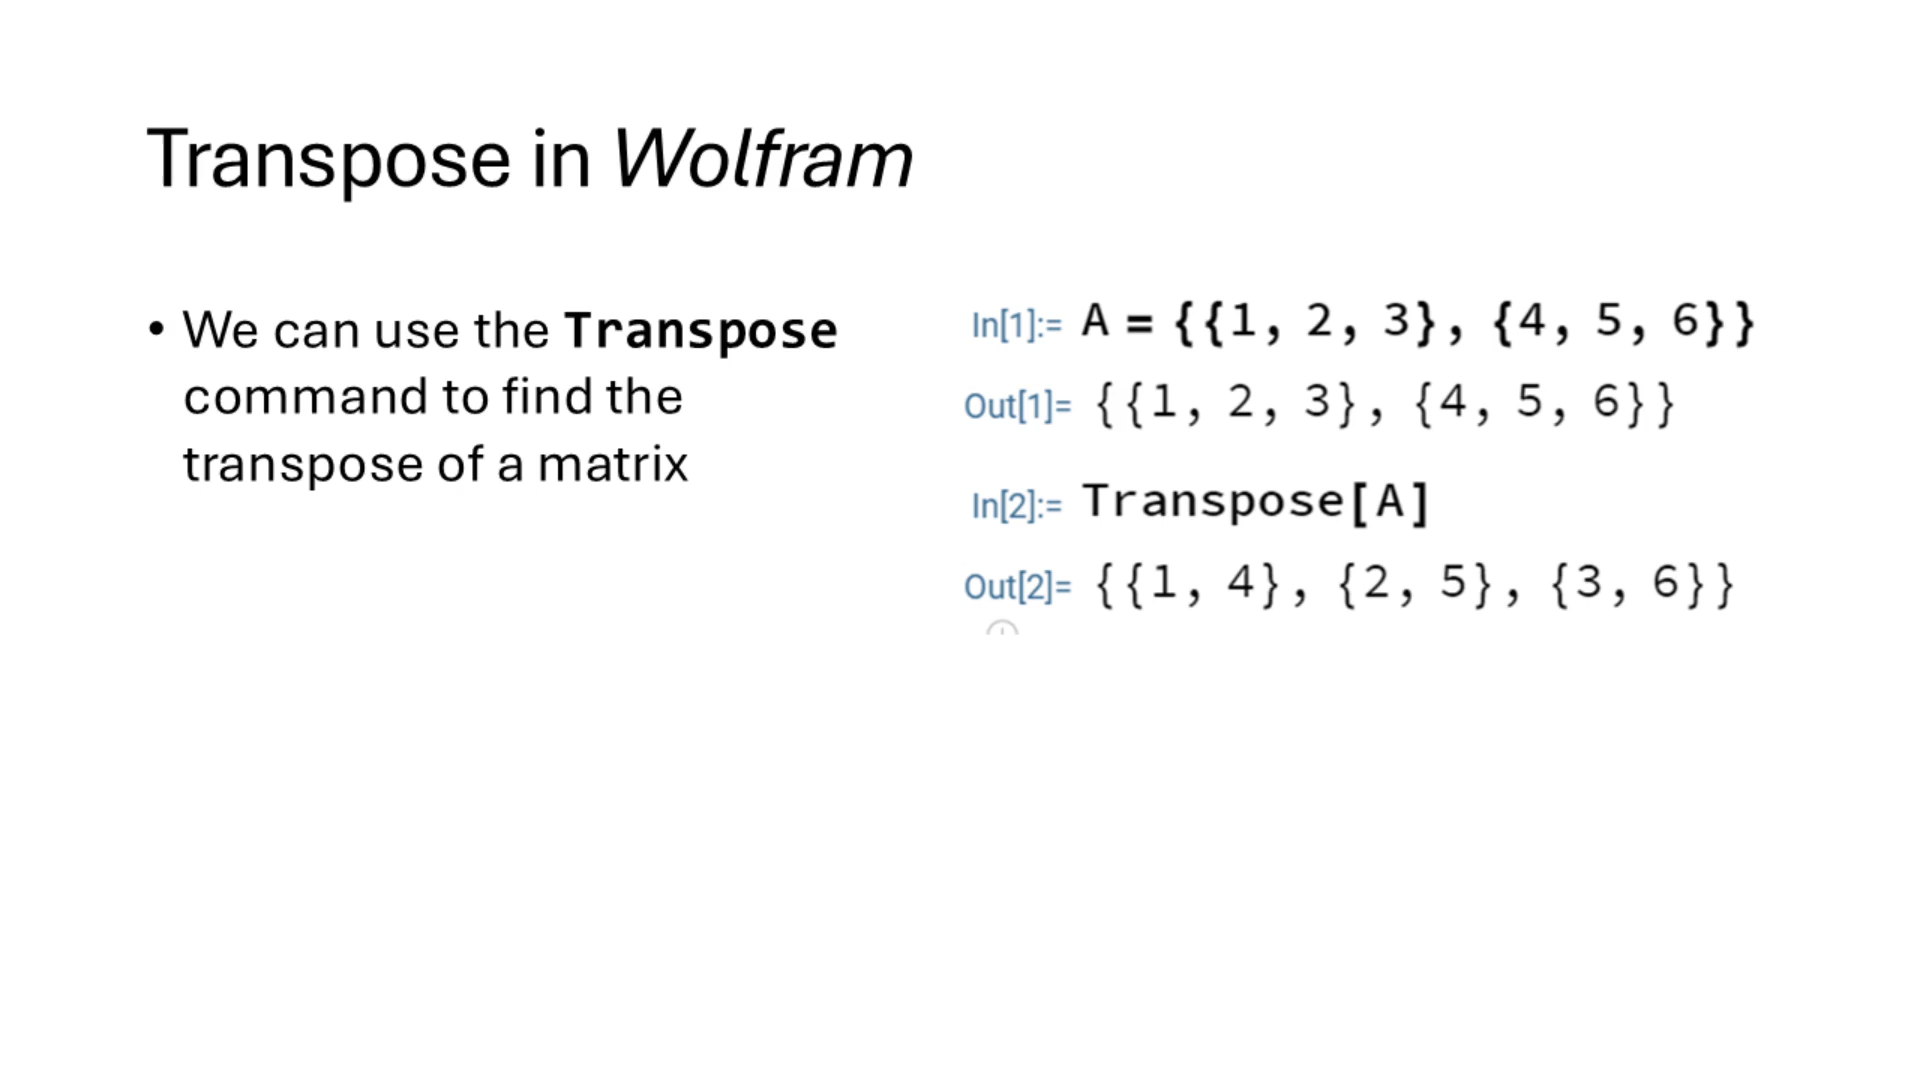 Transpose in Wolfram
• We can use the Transpose
command to find the
transpose of a matrix
In[1]:= A = {{1, 2, 3}, {4, 5, 6}}
Out[1]= {{1, 2, 3}, {4, 5, 6}}
In[2]:= Transpose[A]
Out[2]= {{1, 4}, {2, 5}, {3, 6}}